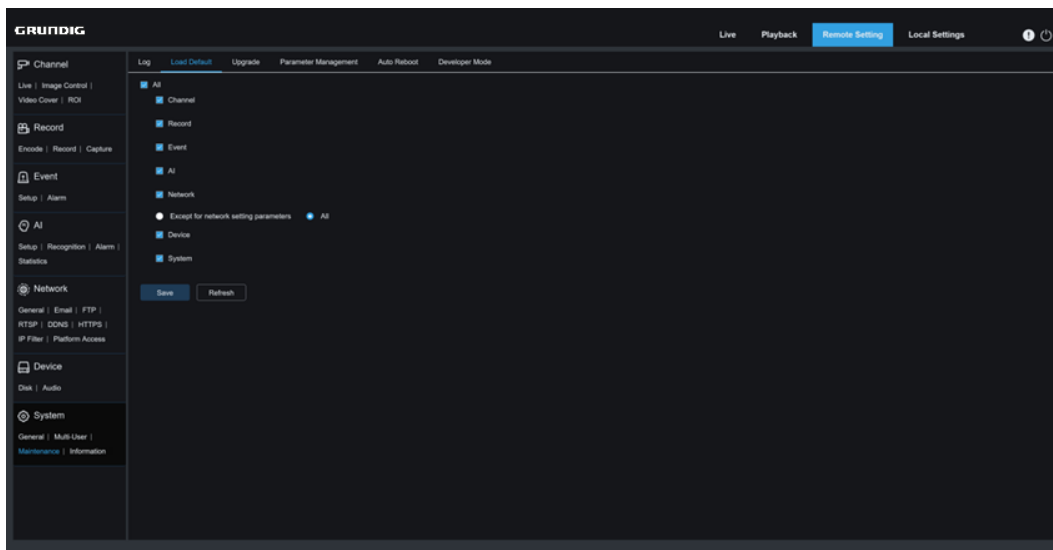 GRUNDIG
Live Playback Remote Setting Local Settings
Channel
Live | Image Control |
Video Cover | ROI
Record
Encode | Record | Capture
Event
Setup | Alarm
AI
Setup | Recognition | Alarm |
Statistics
Network
General | Email | FTP |
RTSP | DDNS | HTTPS |
IP Filter | Platform Access
Device
Disk | Audio
System
General | Multi-User |
Maintenance | Information
Log Load Default Upgrade Parameter Management Auto Reboot Developer Mode
All
Channel
Record
Event
AI
Network
Except for network setting parameters All
Device
System
Save Refresh